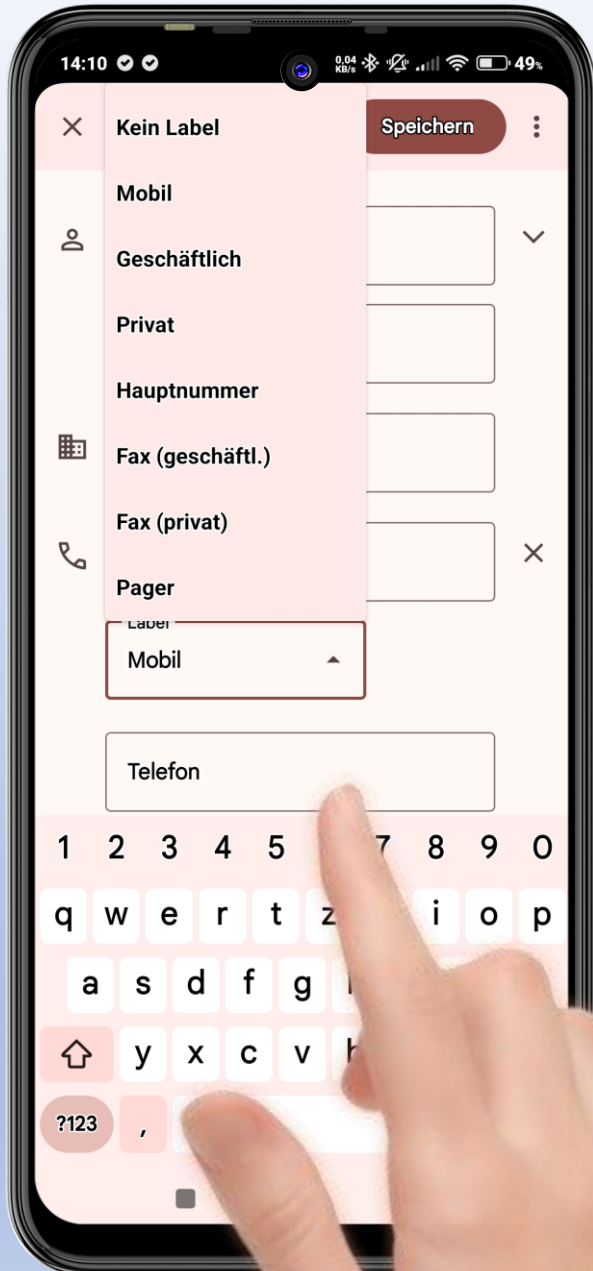 14:10 0,04 KB/s 49%
Kein Label
Speichern
Mobil
Geschäftlich
Privat
Hauptnummer
Fax (geschäftl.)
Fax (privat)
Pager
Label
Mobil
Telefon
1 2 3 4 5 7 8 9 0
q w e r t z i o p
a s d f g
y x c v b
?123 ,